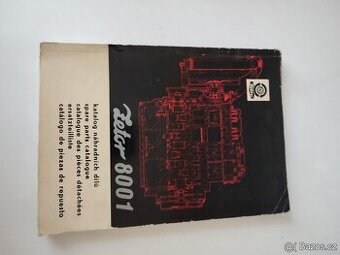 Zetor 8001
katalog náhradních dílů
spare parts catalogue
catalogue des pièces détachées
ersatzteilliste
catálogo de piezas de repuesto
Sbazos.cz